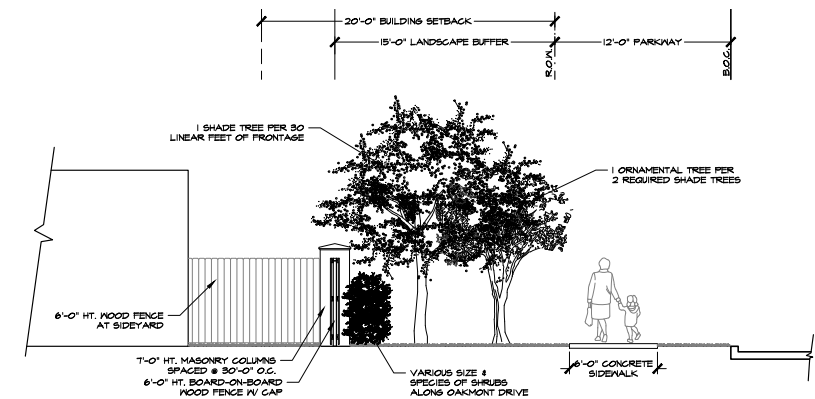 20'-0" BUILDING SETBACK
15'-0" LANDSCAPE BUFFER
12'-0" PARKWAY
R.O.W.
B.O.C.
1 SHADE TREE PER 30
LINEAR FEET OF FRONTAGE
1 ORNAMENTAL TREE PER
2 REQUIRED SHADE TREES
6'-0" HT. WOOD FENCE
AT SIDEYARD
7'-0" HT. MASONRY COLUMNS
SPACED @ 30'-0" O.C.
6'-0" HT. BOARD-ON-BOARD
WOOD FENCE W/ CAP
VARIOUS SIZE &
SPECIES OF SHRUBS
ALONG OAKMONT DRIVE
6'-0" CONCRETE
SIDEWALK